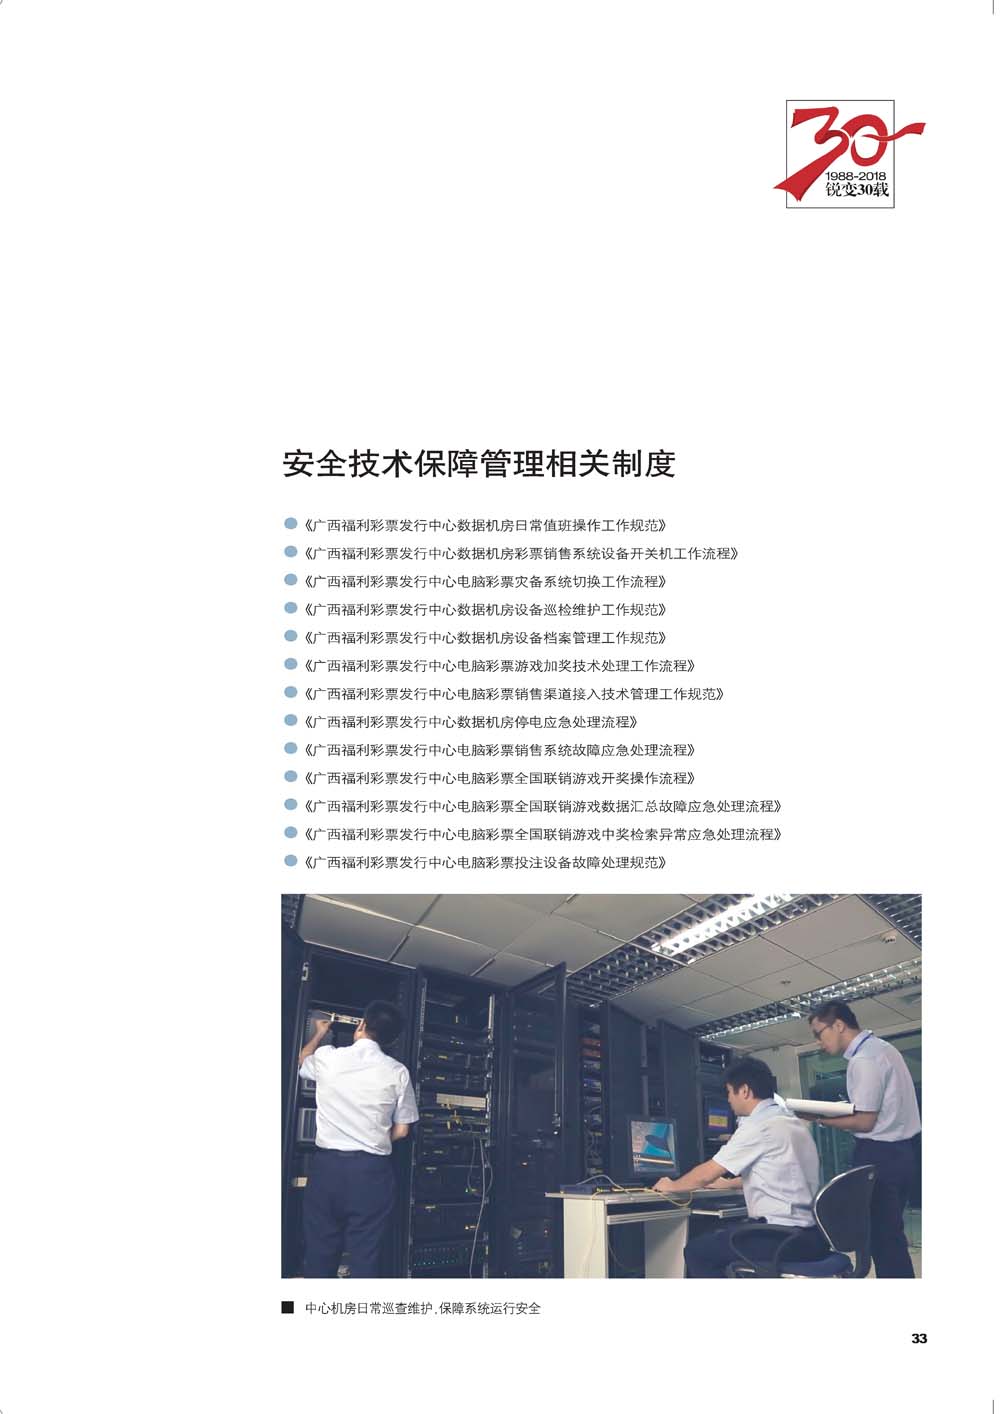 30
1988-2018
锐变30载
安全技术保障管理相关制度
《广西福利彩票发行中心数据机房日常值班操作工作规范》
《广西福利彩票发行中心数据机房彩票销售系统设备开关机工作流程》
《广西福利彩票发行中心电脑彩票灾备系统切换工作流程》
《广西福利彩票发行中心数据机房设备巡检维护工作规范》
《广西福利彩票发行中心数据机房设备档案管理工作规范》
《广西福利彩票发行中心电脑彩票游戏加奖技术处理工作流程》
《广西福利彩票发行中心电脑彩票销售渠道接入技术管理工作规范》
《广西福利彩票发行中心数据机房停电应急处理流程》
《广西福利彩票发行中心电脑彩票销售系统故障应急处理流程》
《广西福利彩票发行中心电脑彩票全国联销游戏开奖操作流程》
《广西福利彩票发行中心电脑彩票全国联销游戏数据汇总故障应急处理流程》
《广西福利彩票发行中心电脑彩票全国联销游戏中奖检索异常应急处理流程》
《广西福利彩票发行中心电脑彩票投注设备故障处理规范》
中心机房日常巡查维护,保障系统运行安全
33